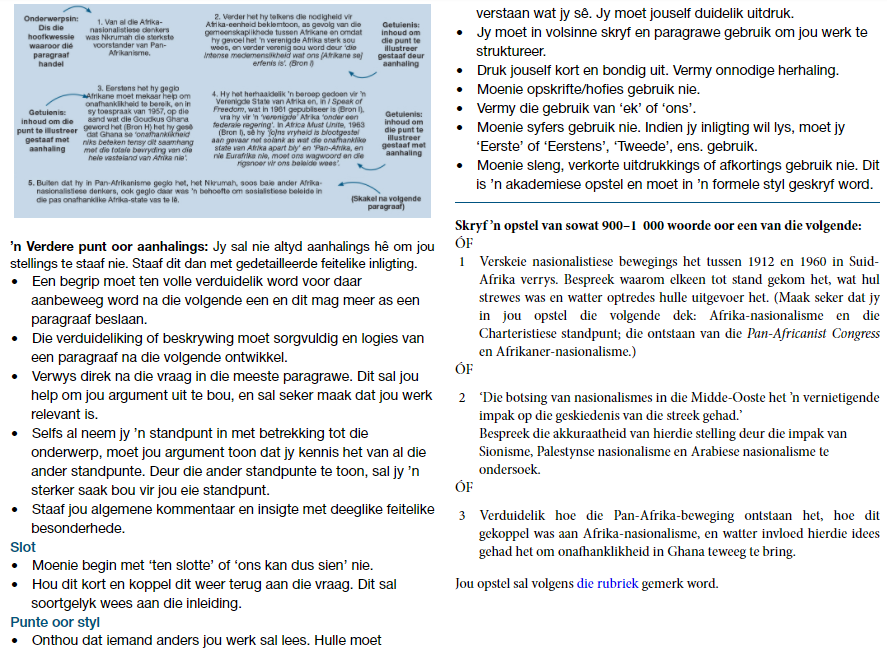 Onderwerpsin:
Dis die
hoofkwessie
waaroor dié
paragraaf
handel
1. Van al die Afrika-
nasionalistiese denkers
was Nkrumah die sterkste
voorstander van Pan-
Afrikanisme.
2. Verder het hy telkens die nodigheid vir
Afrika-eenheid beklemtoon, as gevolg van die
gemeenskaplikhede tussen Afrikane en omdat
hy gevoel het 'n verenigde Afrika sterk sou
wees, en verder verenig sou word deur 'die
intense medemenslikheid wat ons [Afrikane se]
erfenis is'. (Bron I)
Getuienis:
inhoud om
die punt te
illustreer
gestaaf deur
aanhaling
Getuienis:
inhoud om die
punt te illustreer
gestaaf met
aanhaling
3. Eerstens het hy geglo
Afrikane moet mekaar help om
onafhanklikheid te bereik, en in
sy toespraak van 1957, op die
aand wat die Goudkus Ghana
geword het (Bron H) het hy gesê
dat Ghana se 'onafhanklikheid
niks beteken tensy dit saamhang
met die totale bevryding van die
hele vasteland van Afrika nie'.
4. Hy het herhaaldelik 'n beroep gedoen vir 'n
Verenigde State van Afrika en, in I Speak of
Freedom, wat in 1961 gepubliseer is (Bron I),
vra hy vir 'n 'verenigde' Afrika 'onder een
federale regering'. In Africa Must Unite, 1963
(Bron I), sê hy '[o]ns vryheid is blootgestel
aan gevaar net solank as wat die onafhanklike
state van Afrika apart bly' en 'Pan-Afrika, en
nie Eurafrika nie, moet ons wagwoord en die
rigsnoer vir ons beleide wees'.
Getuienis:
inhoud om
die punt te
illustreer
gestaaf met
aanhaling
5. Buiten dat hy in Pan-Afrikanisme geglo het, het Nkrumah, soos baie ander Afrika-
nasionalistiese denkers, ook geglo daar was 'n behoefte om sosialistiese beleide in
die pas onafhanklike Afrika-state vas te lê.
(Skakel na volgende
paragraaf)
'n Verdere punt oor aanhalings: Jy sal nie altyd aanhalings hê om jou
stellings te staaf nie. Staaf dit dan met gedetailleerde feitelike inligting.
• Een begrip moet ten volle verduidelik word voor daar
aanbeweeg word na die volgende een en dit mag meer as een
paragraaf beslaan.
• Die verduideliking of beskrywing moet sorgvuldig en logies van
een paragraaf na die volgende ontwikkel.
• Verwys direk na die vraag in die meeste paragrawe. Dit sal jou
help om jou argument uit te bou, en sal seker maak dat jou werk
relevant is.
• Selfs al neem jy 'n standpunt in met betrekking tot die
onderwerp, moet jou argument toon dat jy kennis het van al die
ander standpunte. Deur die ander standpunte te toon, sal jy 'n
sterker saak bou vir jou eie standpunt.
• Staaf jou algemene kommentaar en insigte met deeglike feitelike
besonderhede.
Slot
• Moenie begin met 'ten slotte' of 'ons kan dus sien' nie.
• Hou dit kort en koppel dit weer terug aan die vraag. Dit sal
soortgelyk wees aan die inleiding.
Punte oor styl
• Onthou dat iemand anders jou werk sal lees. Hulle moet
verstaan wat jy sê. Jy moet jouself duidelik uitdruk.
• Jy moet in volsinne skryf en paragrawe gebruik om jou werk te
struktureer.
• Druk jouself kort en bondig uit. Vermy onnodige herhaling.
• Moenie opskrifte/hofies gebruik nie.
• Vermy die gebruik van 'ek' of 'ons'.
• Moenie syfers gebruik nie. Indien jy inligting wil lys, moet jy
'Eerste' of 'Eerstens', 'Tweede', ens. gebruik.
• Moenie sleng, verkorte uitdrukkings of afkortings gebruik nie. Dit
is 'n akademiese opstel en moet in 'n formele styl geskryf word.
Skryf 'n opstel van sowat 900–1 000 woorde oor een van die volgende:
ÓF
1 Verskeie nasionalistiese bewegings het tussen 1912 en 1960 in Suid-
Afrika verrys. Bespreek waarom elkeen tot stand gekom het, wat hul
strewes was en watter optredes hulle uitgevoer het. (Maak seker dat jy
in jou opstel die volgende dek: Afrika-nasionalisme en die
Charteristiese standpunt; die ontstaan van die Pan-Africanist Congress
en Afrikaner-nasionalisme.)
ÓF
2 'Die botsing van nasionalismes in die Midde-Ooste het 'n vernietigende
impak op die geskiedenis van die streek gehad.'
Bespreek die akkuraatheid van hierdie stelling deur die impak van
Sionisme, Palestynse nasionalisme en Arabiese nasionalisme te
ondersoek.
ÓF
3 Verduidelik hoe die Pan-Afrika-beweging ontstaan het, hoe dit
gekoppel was aan Afrika-nasionalisme, en watter invloed hierdie idees
gehad het om onafhanklikheid in Ghana teweeg te bring.
Jou opstel sal volgens die rubriek gemerk word.